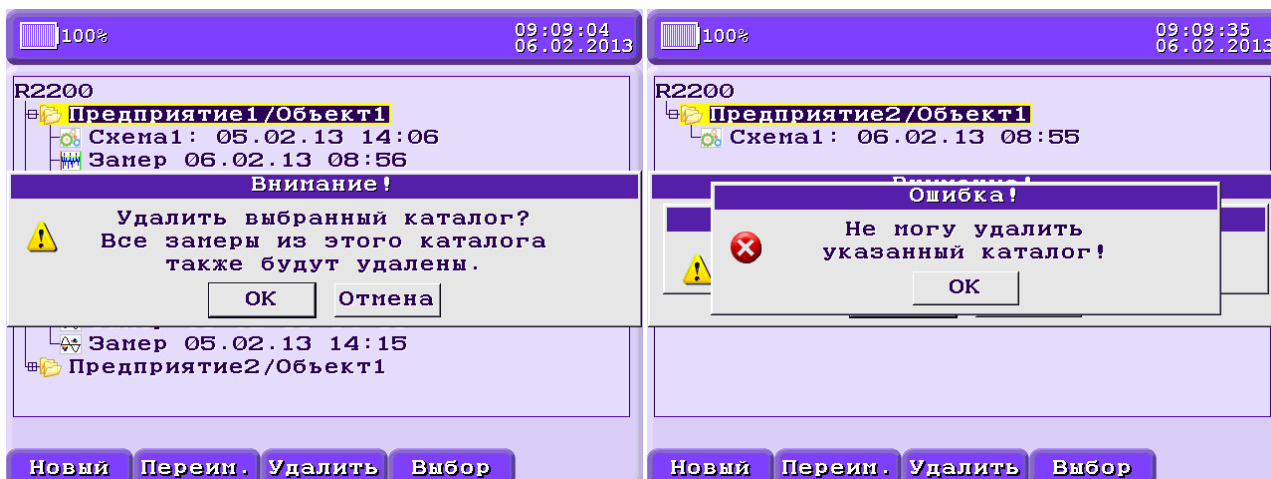 100%
09:09:04
06.02.2013
R2200
Предприятие1/Объект1
Схема1: 05.02.13 14:06
Замер 06.02.13 08:56
Внимание!
Удалить выбранный каталог?
Все замеры из этого каталога
также будут удалены.
ОК Отмена
Замер 05.02.13 14:15
Предприятие2/Объект1
Новый Переим. Удалить Выбор
100%
09:09:35
06.02.2013
R2200
Предприятие2/Объект1
Схема1: 06.02.13 08:55
Ошибка!
Не могу удалить
указанный каталог!
ОК
Новый Переим. Удалить Выбор